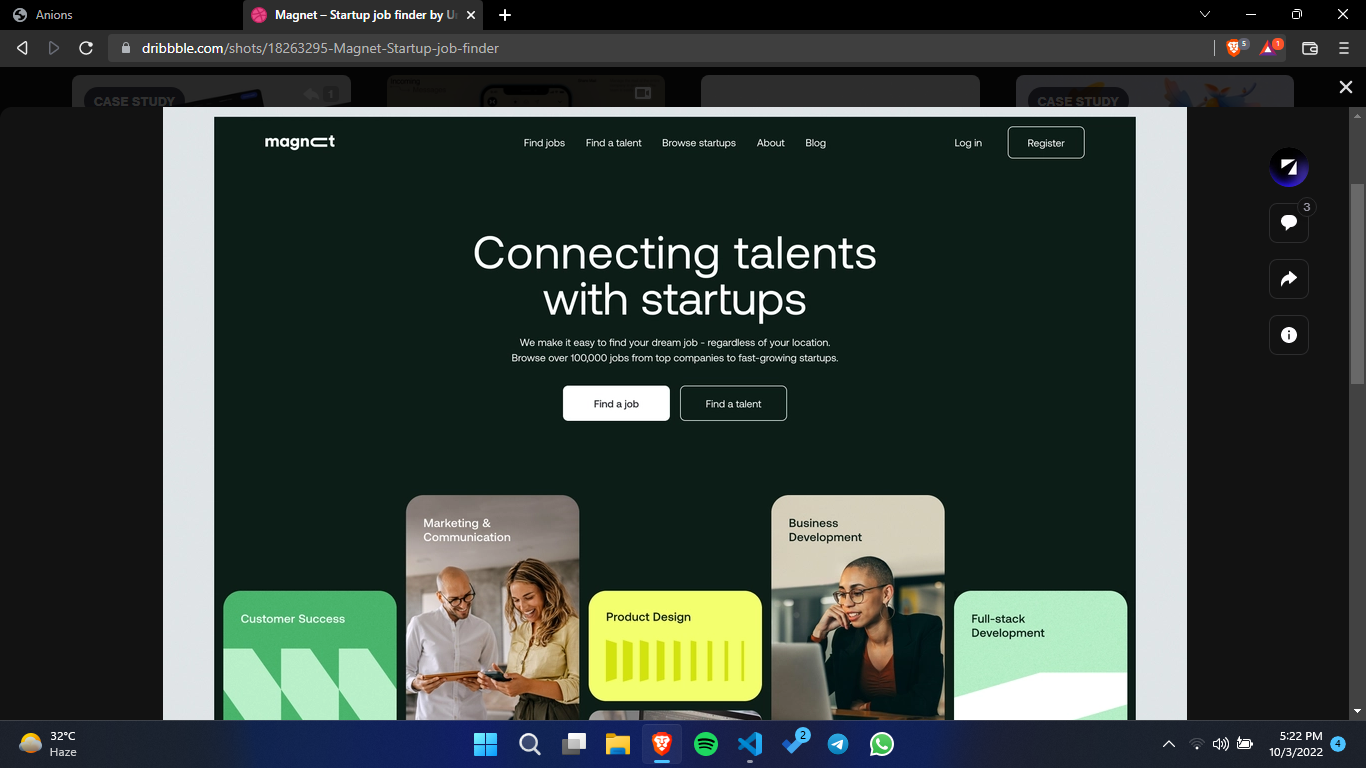 Anions
Magnet – Startup job finder by Un
dribbble.com/shots/18263295-Magnet-Startup-job-finder
5
1
CASE STUDY
1
CASE STUDY
magnet
Find jobs
Find a talent
Browse startups
About
Blog
Log in
Register
3
Connecting talents
with startups
We make it easy to find your dream job - regardless of your location.
Browse over 100,000 jobs from top companies to fast-growing startups.
Find a job
Find a talent
Marketing &
Communication
Business
Development
Customer Success
Product Design
Full-stack
Development
32°C
Haze
2
5:22 PM
10/3/2022
4